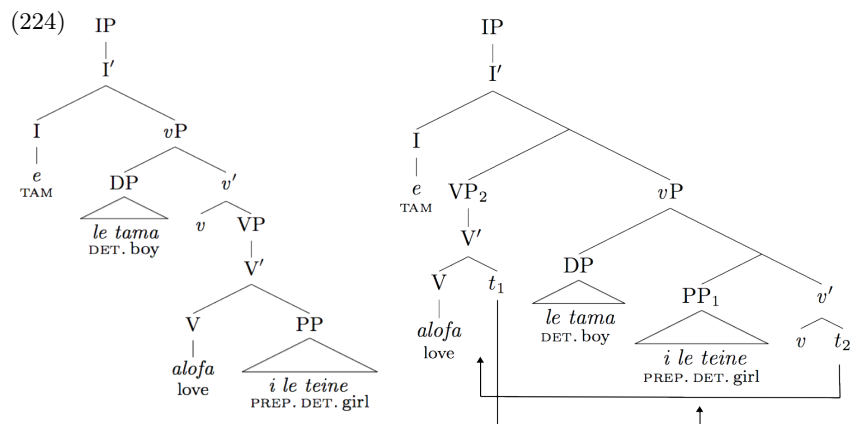 (224)
IP
I′
I
vP
e
TAM
DP
v′
le tama
DET. boy
v
VP
V′
V
PP
alofa
love
i le teine
PREP. DET. girl
IP
I′
I
e
TAM
VP₂
vP
V′
V
t₁
DP
alofa
love
le tama
DET. boy
PP₁
v′
i le teine
PREP. DET. girl
v
t₂